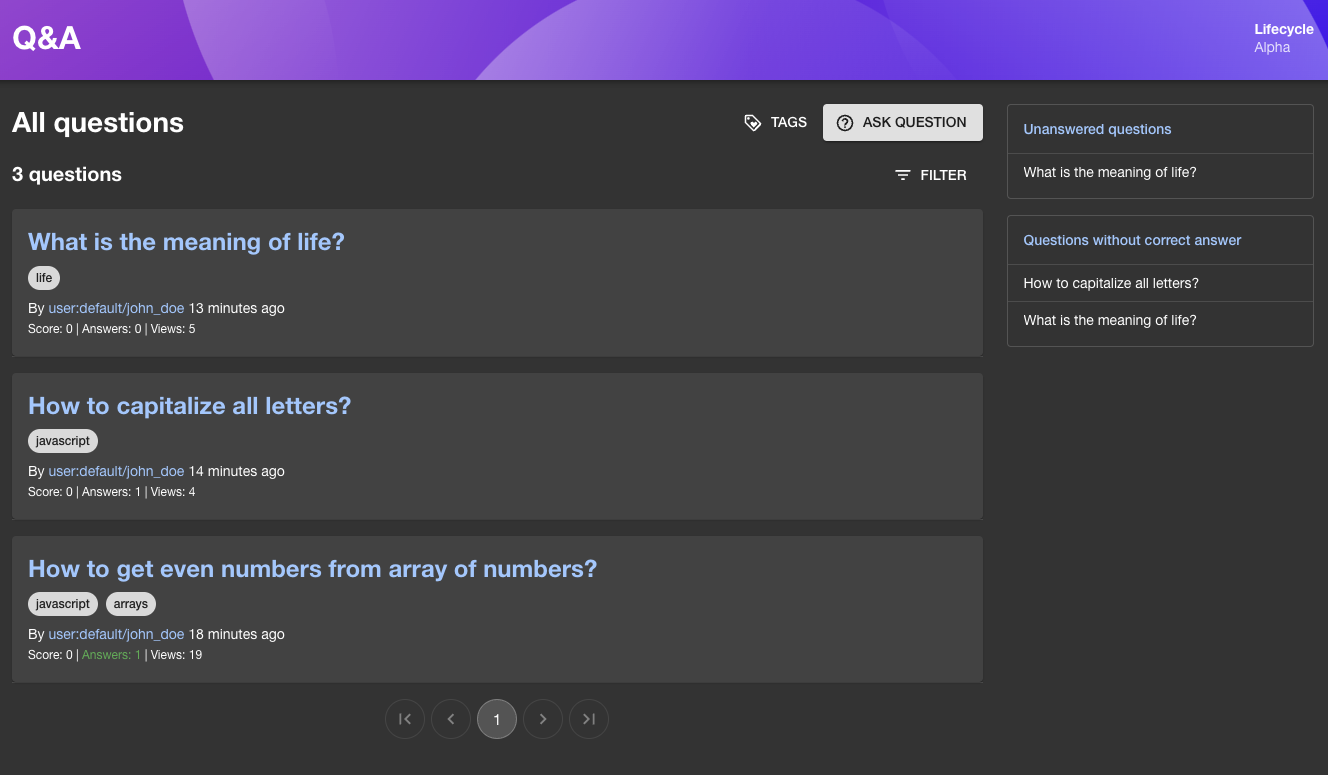 Q&A
Lifecycle
Alpha
All questions
TAGS
ASK QUESTION
3 questions
FILTER
What is the meaning of life?
life
By user:default/john_doe 13 minutes ago
Score: 0 | Answers: 0 | Views: 5
How to capitalize all letters?
javascript
By user:default/john_doe 14 minutes ago
Score: 0 | Answers: 1 | Views: 4
How to get even numbers from array of numbers?
javascript arrays
By user:default/john_doe 18 minutes ago
Score: 0 | Answers: 1 | Views: 19
1
Unanswered questions
What is the meaning of life?
Questions without correct answer
How to capitalize all letters?
What is the meaning of life?